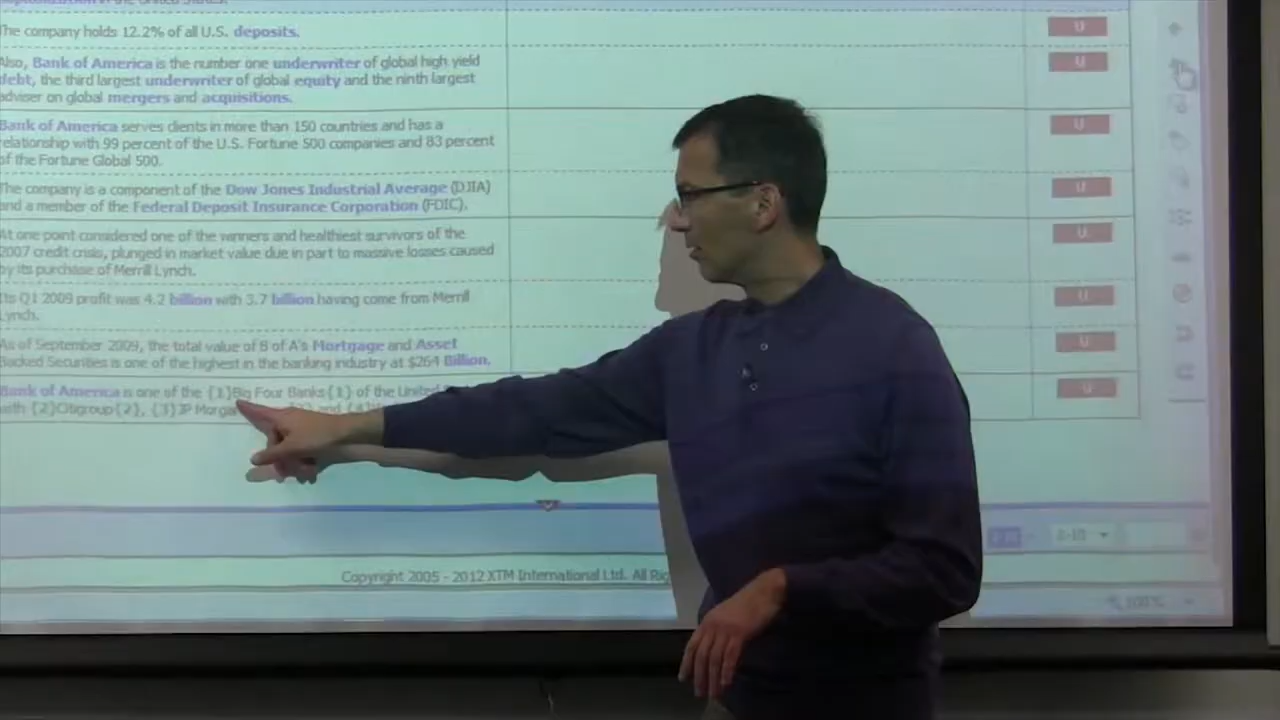 in the United States.
The company holds 12.2% of all U.S. deposits.
U
Also, Bank of America is the number one underwriter of global high yield
debt, the third largest underwriter of global equity and the ninth largest
adviser on global mergers and acquisitions.
U
Bank of America serves clients in more than 150 countries and has a
relationship with 99 percent of the U.S. Fortune 500 companies and 83 percent
of the Fortune Global 500.
U
The company is a component of the Dow Jones Industrial Average (DJIA)
and a member of the Federal Deposit Insurance Corporation (FDIC).
U
At one point considered one of the winners and healthiest survivors of the
2007 credit crisis, plunged in market value due in part to massive losses caused
by its purchase of Merrill Lynch.
U
Its Q1 2009 profit was 4.2 billion with 3.7 billion having come from Merrill
Lynch.
U
As of September 2009, the total value of B of A's Mortgage and Asset
Backed Securities is one of the highest in the banking industry at $264 Billion.
U
Bank of America is one of the {1}Big Four Banks{1} of the United
with {2}Citigroup{2}, {3}JP Morgan and
U
Copyright 2005 - 2012 XTM International Ltd. All Rig